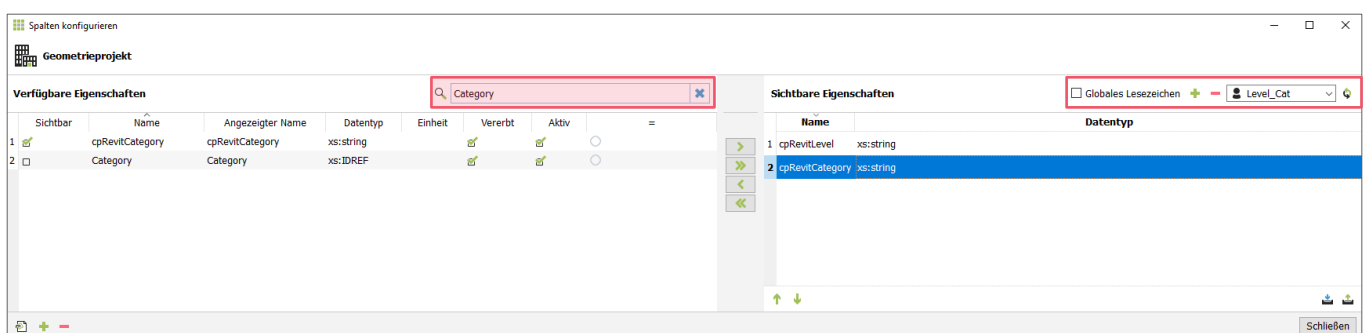 Spalten konfigurieren
Geometrieprojekt
Verfügbare Eigenschaften
Category
Sichtbar Name Angezeigter Name Datentyp Einheit Vererbt Aktiv =
1 cpRevitCategory cpRevitCategory xs:string
2 Category Category xs:IDREF
Sichtbare Eigenschaften
Globales Lesezeichen
Level_Cat
Name Datentyp
1 cpRevitLevel xs:string
2 cpRevitCategory xs:string
Schließen